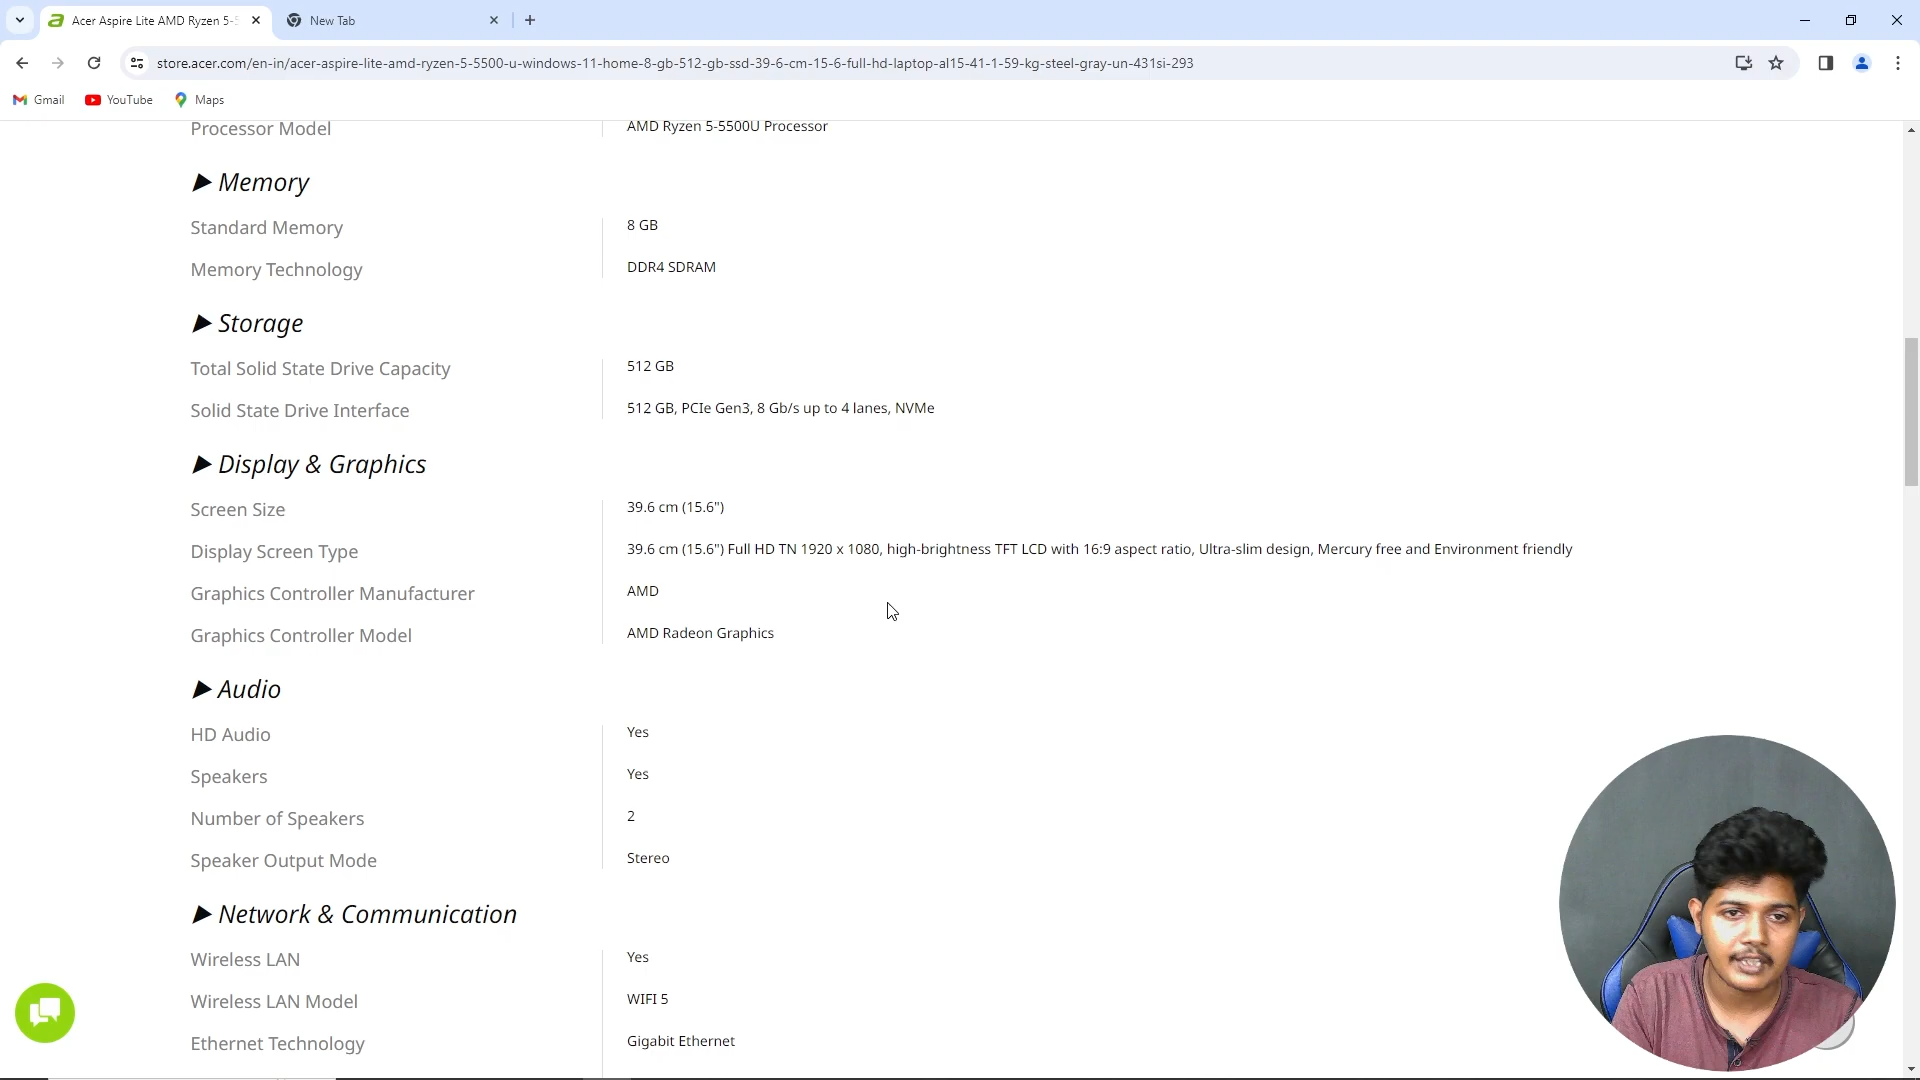 Acer Aspire Lite AMD Ryzen 5-5
New Tab
store.acer.com/en-in/acer-aspire-lite-amd-ryzen-5-5500-u-windows-11-home-8-gb-512-gb-ssd-39-6-cm-15-6-full-hd-laptop-al15-41-1-59-kg-steel-gray-un-431si-293
Gmail YouTube Maps
Processor Model AMD Ryzen 5-5500U Processor
▶ Memory
Standard Memory 8 GB
Memory Technology DDR4 SDRAM
▶ Storage
Total Solid State Drive Capacity 512 GB
Solid State Drive Interface 512 GB, PCIe Gen3, 8 Gb/s up to 4 lanes, NVMe
▶ Display & Graphics
Screen Size 39.6 cm (15.6")
Display Screen Type 39.6 cm (15.6") Full HD TN 1920 x 1080, high-brightness TFT LCD with 16:9 aspect ratio, Ultra-slim design, Mercury free and Environment friendly
Graphics Controller Manufacturer AMD
Graphics Controller Model AMD Radeon Graphics
▶ Audio
HD Audio Yes
Speakers Yes
Number of Speakers 2
Speaker Output Mode Stereo
▶ Network & Communication
Wireless LAN Yes
Wireless LAN Model WIFI 5
Ethernet Technology Gigabit Ethernet